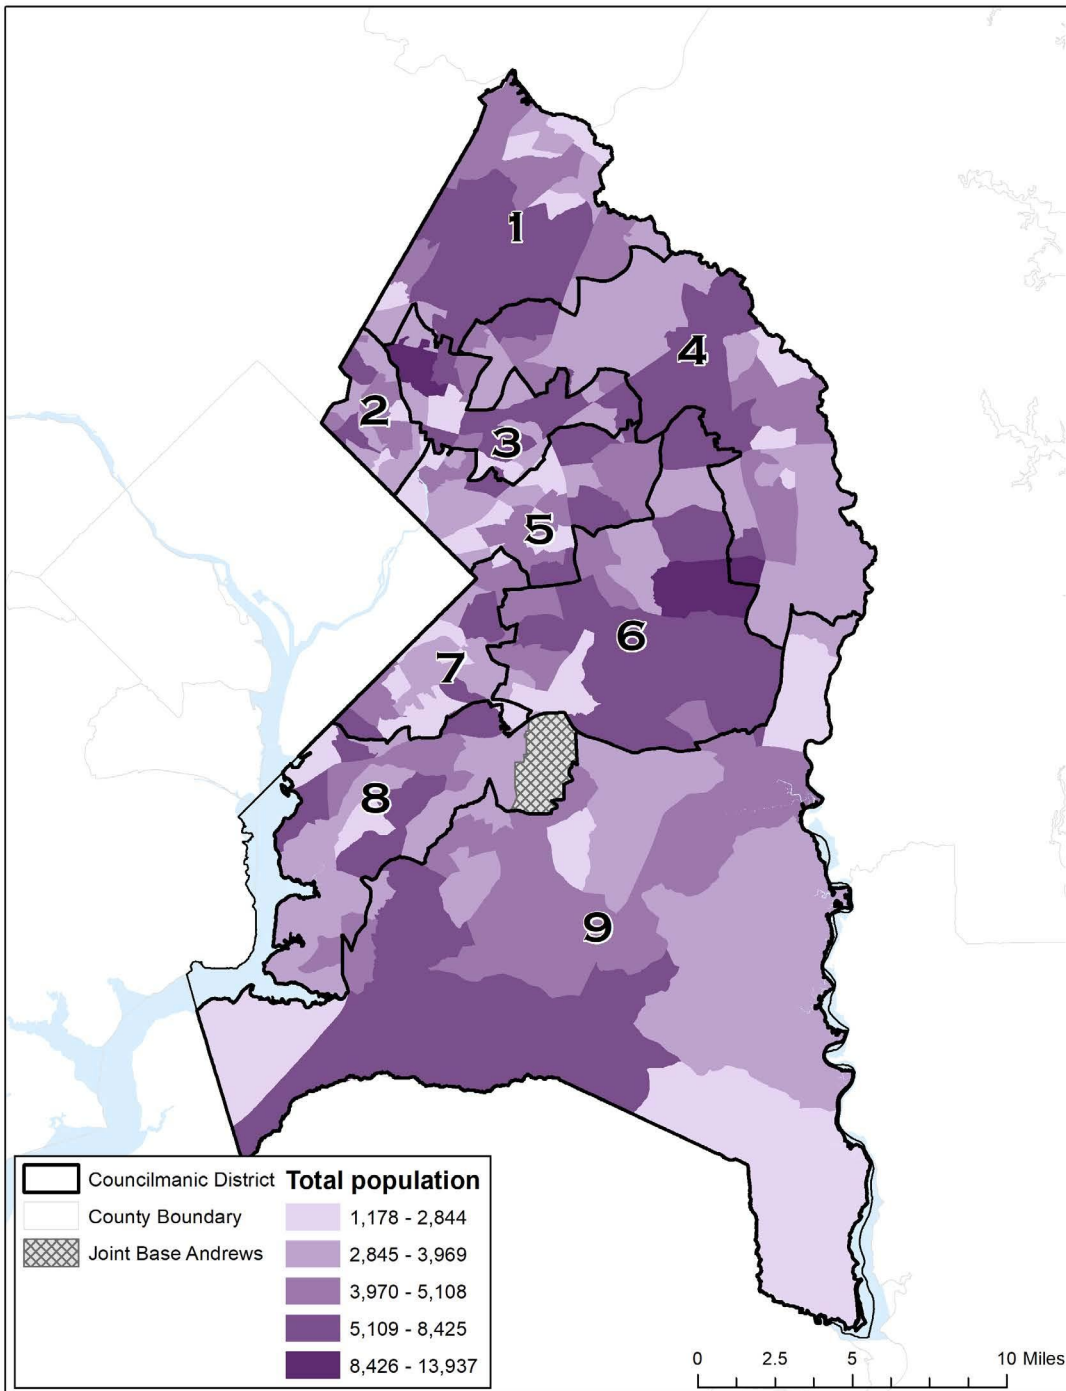 1
4
2
3
5
6
7
8
9
Councilmanic District
County Boundary
Joint Base Andrews
Total population
1,178 - 2,844
2,845 - 3,969
3,970 - 5,108
5,109 - 8,425
8,426 - 13,937
0 2.5 5 10 Miles